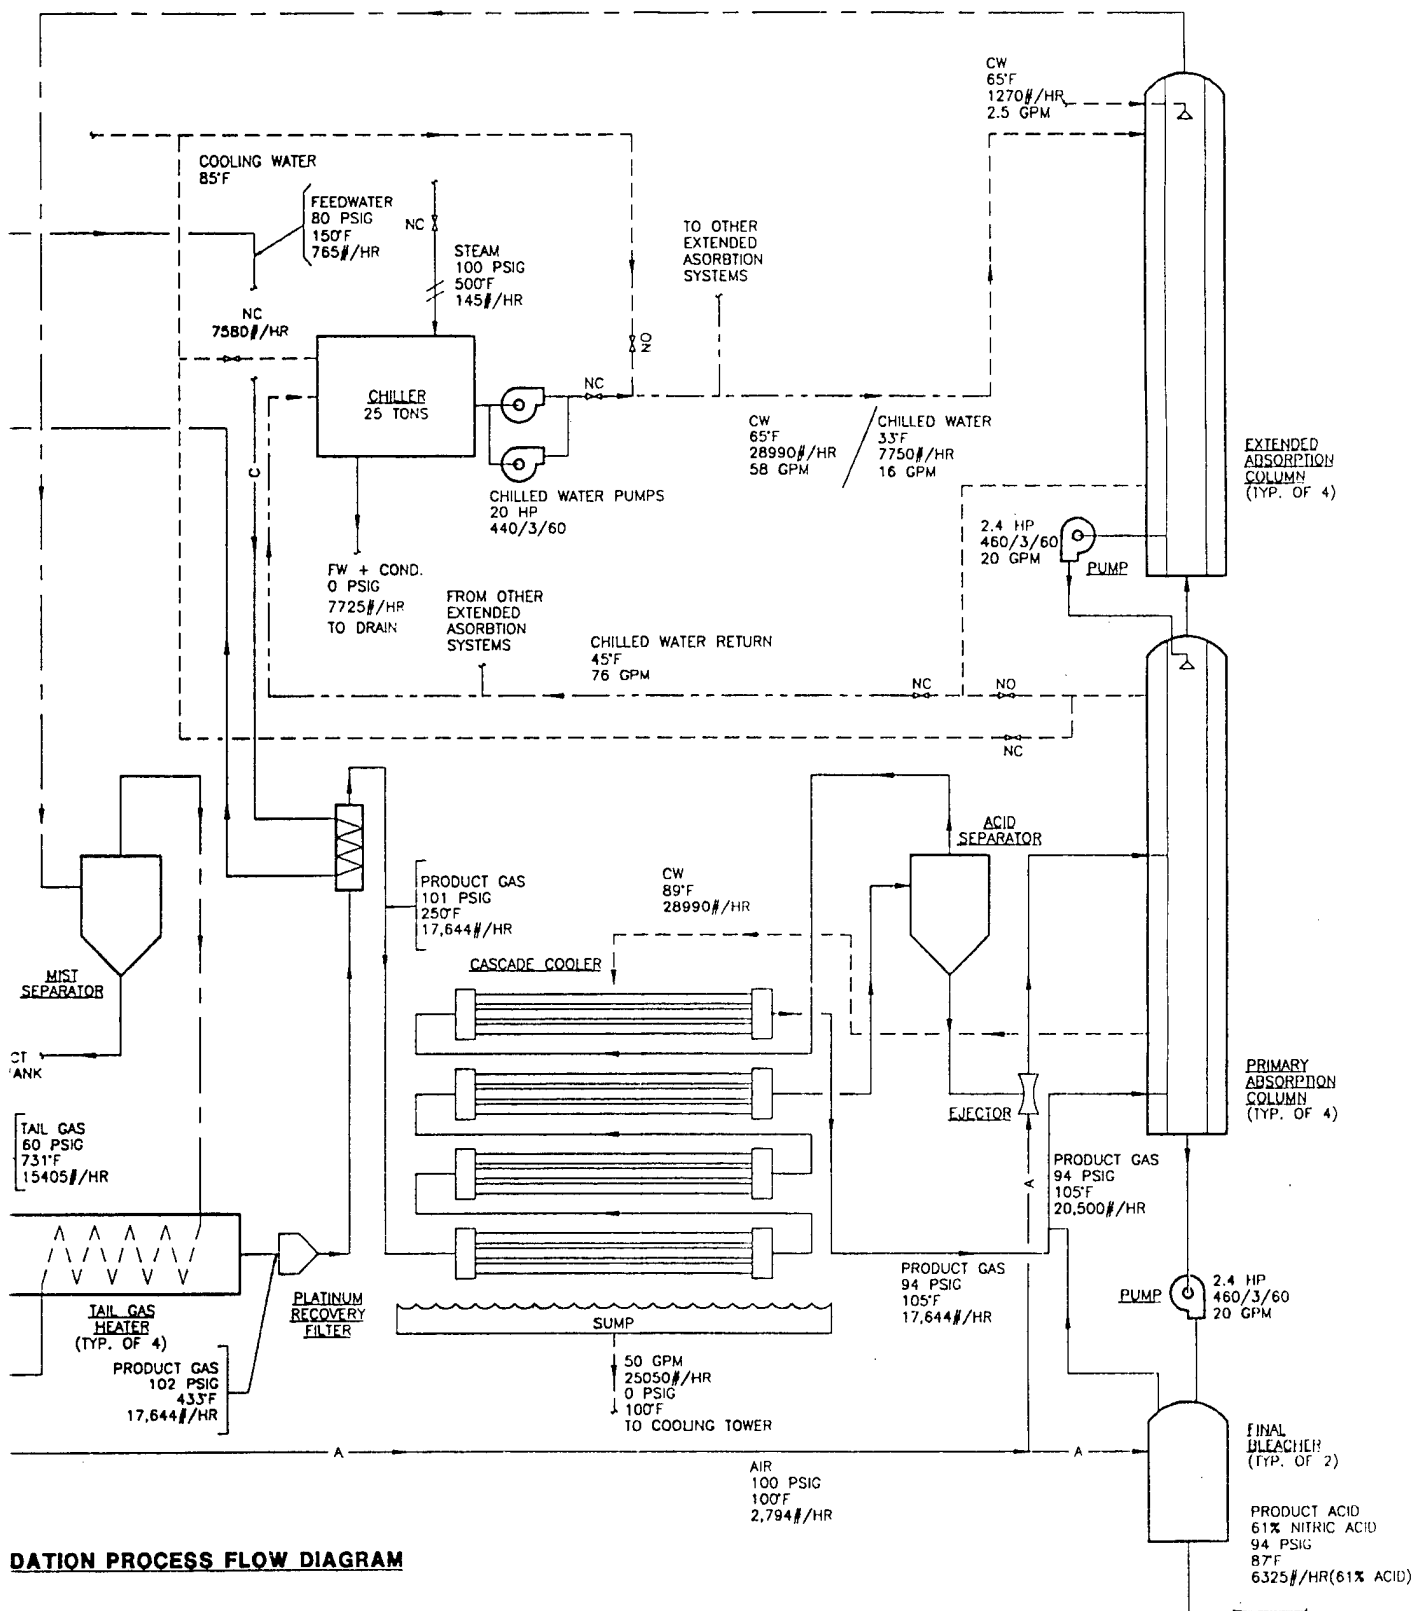 CW
65°F
1270#/HR
2.5 GPM
COOLING WATER
85°F
FEEDWATER
80 PSIG
150°F
765#/HR
NC
STEAM
100 PSIG
500°F
145#/HR
TO OTHER
EXTENDED
ASORBTION
SYSTEMS
NC
7580#/HR
NO
CHILLER
25 TONS
NC
CW
65°F
28990#/HR
58 GPM
CHILLED WATER
33°F
7750#/HR
16 GPM
EXTENDED
ABSORPTION
COLUMN
(TYP. OF 4)
C
CHILLED WATER PUMPS
20 HP
440/3/60
2.4 HP
460/3/60
20 GPM
PUMP
FW + COND.
0 PSIG
7725#/HR
TO DRAIN
FROM OTHER
EXTENDED
ASORBTION
SYSTEMS
CHILLED WATER RETURN
45°F
76 GPM
NC
NO
NC
ACID
SEPARATOR
PRODUCT GAS
101 PSIG
250°F
17,644#/HR
CW
89°F
28990#/HR
CASCADE COOLER
MIST
SEPARATOR
CT
TANK
EJECTOR
PRIMARY
ABSORPTION
COLUMN
(TYP. OF 4)
TAIL GAS
60 PSIG
731°F
15405#/HR
A
PRODUCT GAS
94 PSIG
105°F
20,500#/HR
TAIL GAS
HEATER
(TYP. OF 4)
PLATINUM
RECOVERY
FILTER
SUMP
PRODUCT GAS
94 PSIG
105°F
17,644#/HR
PUMP
2.4 HP
460/3/60
20 GPM
PRODUCT GAS
102 PSIG
433°F
17,644#/HR
50 GPM
25050#/HR
0 PSIG
100°F
TO COOLING TOWER
A
A
AIR
100 PSIG
100°F
2,794#/HR
FINAL
BLEACHER
(TYP. OF 2)
PRODUCT ACID
61% NITRIC ACID
94 PSIG
87°F
6325#/HR(61% ACID)
DATION PROCESS FLOW DIAGRAM